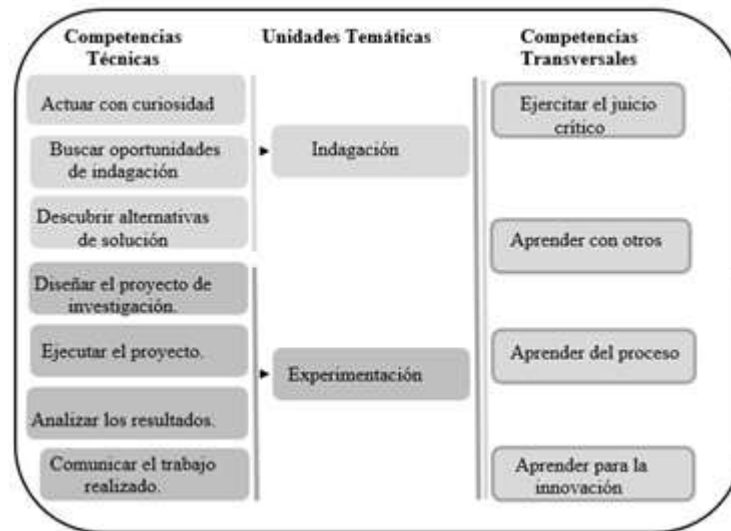 Competencias
Técnicas
Unidades Temáticas
Competencias
Transversales
Actuar con curiosidad
Buscar oportunidades
de indagación
Descubrir alternativas
de solución
Diseñar el proyecto de
investigación.
Ejecutar el proyecto.
Analizar los resultados.
Comunicar el trabajo
realizado.
Indagación
Experimentación
Ejercitar el juicio
crítico
Aprender con otros
Aprender del proceso
Aprender para la
innovación